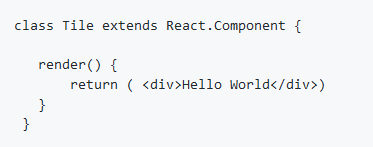 class Tile extends React.Component {
render() {
return ( <div>Hello World</div>)
}
}